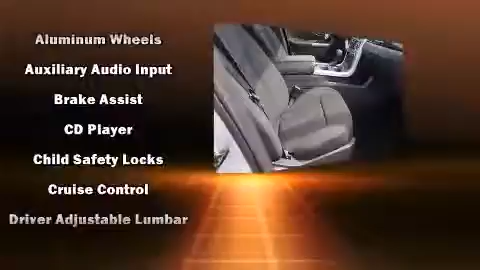 Aluminum Wheels
Auxiliary Audio Input
Brake Assist
CD Player
Child Safety Locks
Cruise Control
Driver Adjustable Lumbar